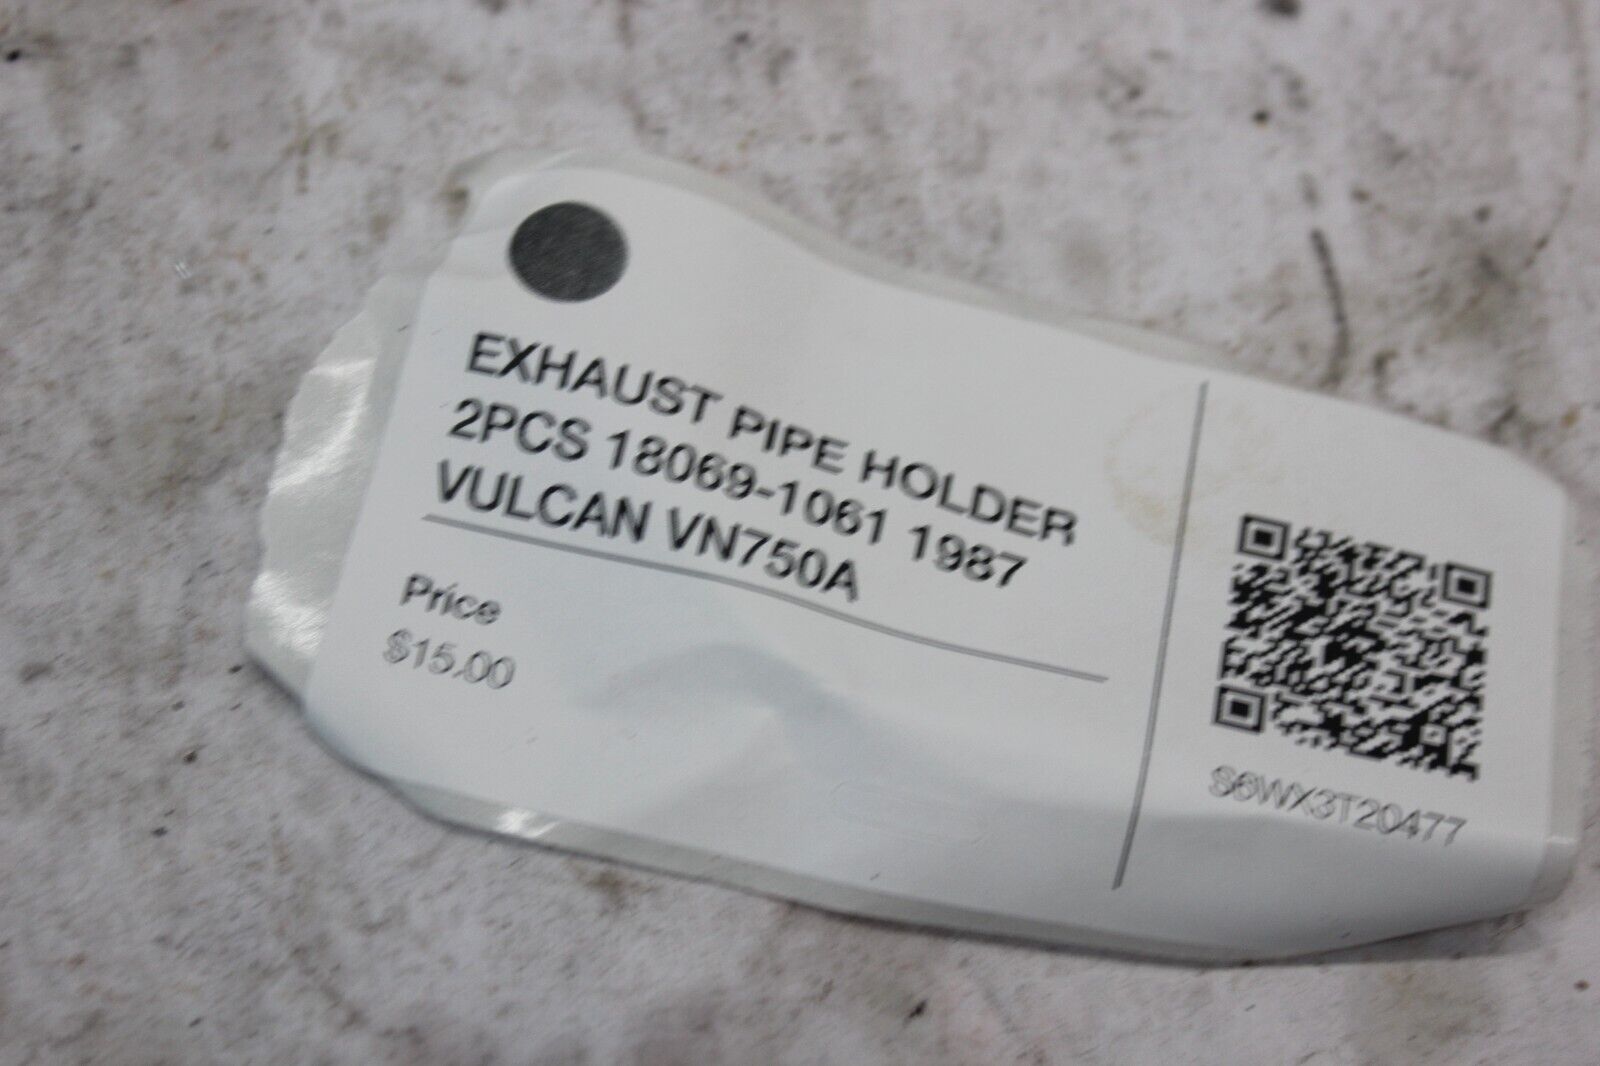 EXHAUST PIPE HOLDER
2PCS 18069-1061 1987
VULCAN VN750A
Price
$15.00
S6WX3T20477